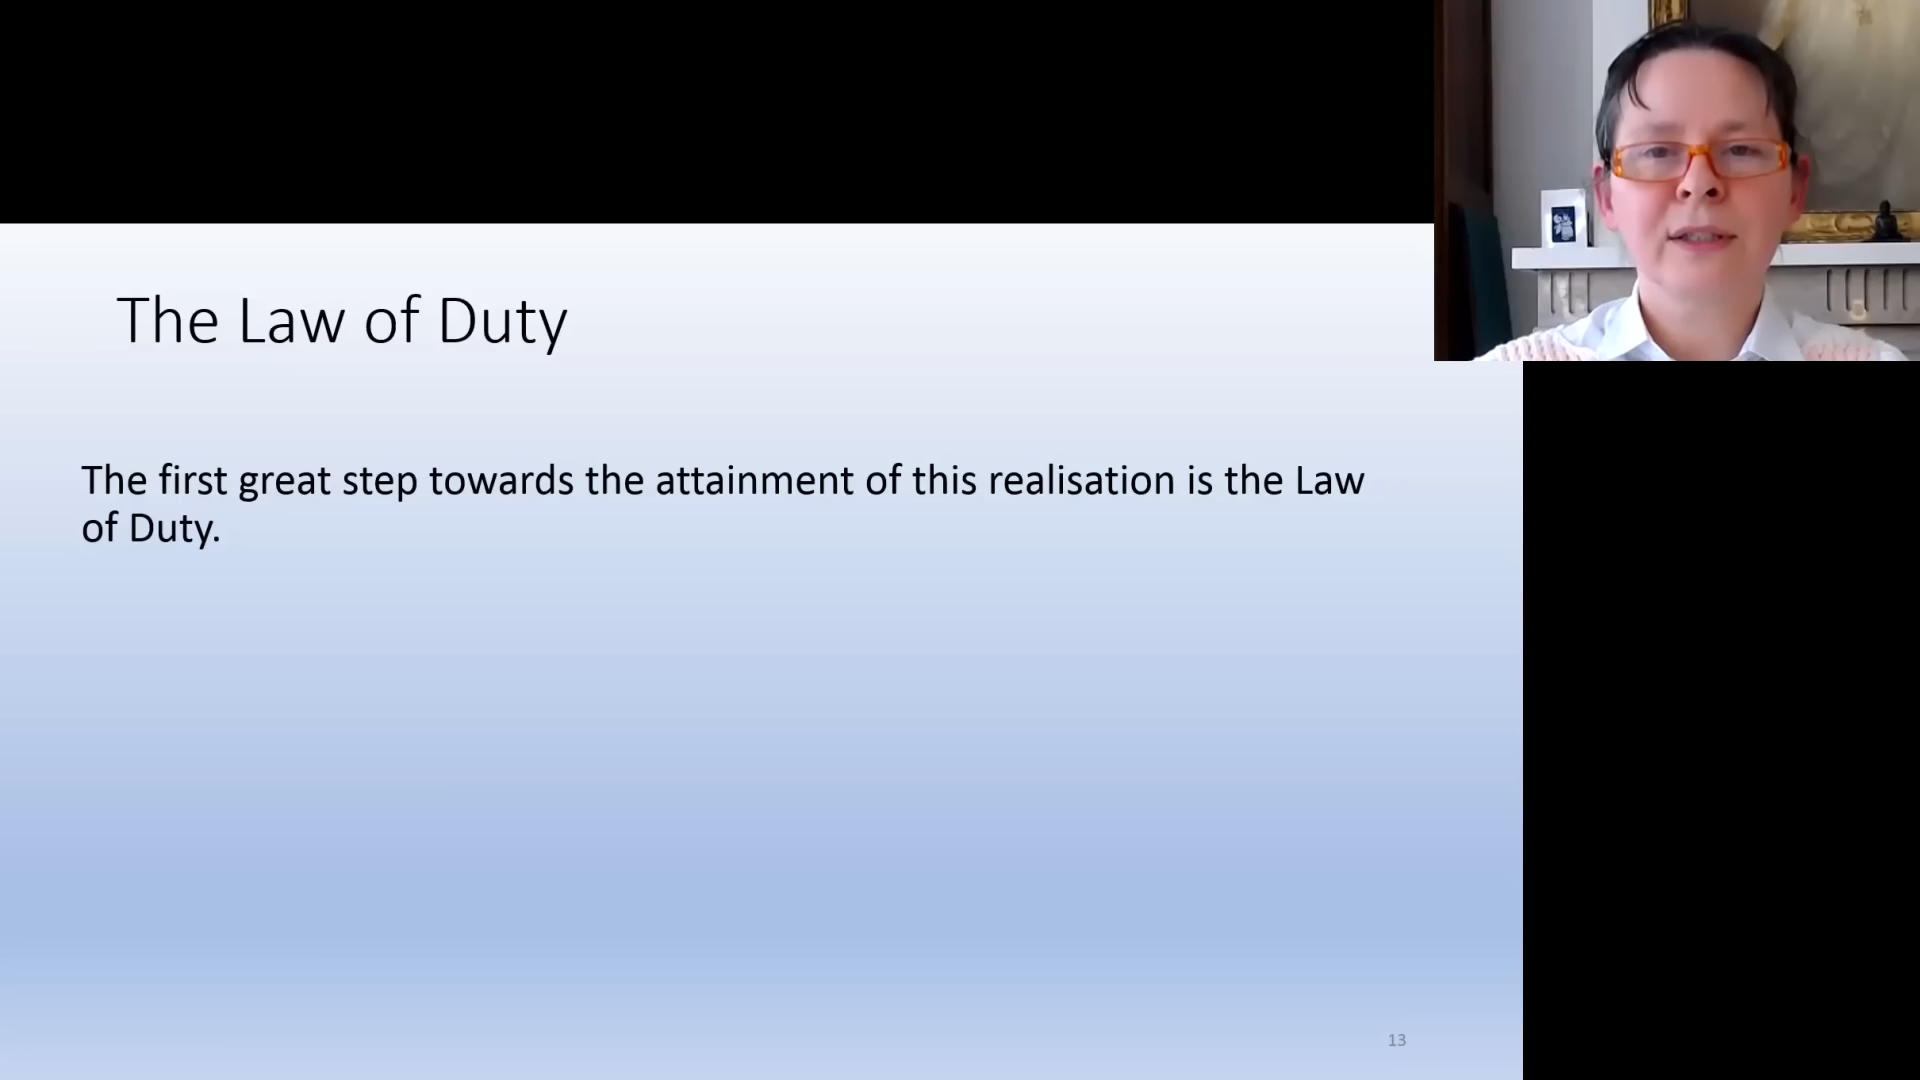 The Law of Duty
The first great step towards the attainment of this realisation is the Law
of Duty.
13